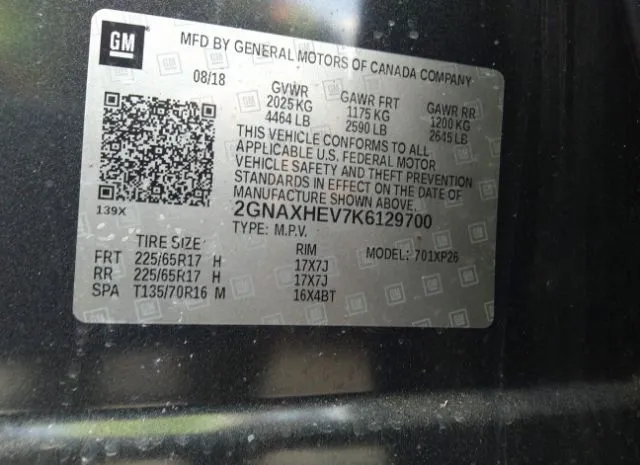 GM
MFD BY GENERAL MOTORS OF CANADA COMPANY
08/18
GVWR GAWR FRT GAWR RR
2025 KG 1175 KG 1200 KG
4464 LB 2590 LB 2645 LB
THIS VEHICLE CONFORMS TO ALL
APPLICABLE U.S. FEDERAL MOTOR
VEHICLE SAFETY AND THEFT PREVENTION
STANDARDS IN EFFECT ON THE DATE OF
MANUFACTURE SHOWN ABOVE.
139X
2GNAXHEV7K6129700
TYPE: M.P.V. MODEL: 701XP26
TIRE SIZE RIM
FRT 225/65R17 H 17X7J
RR 225/65R17 H 17X7J
SPA T135/70R16 M 16X4BT